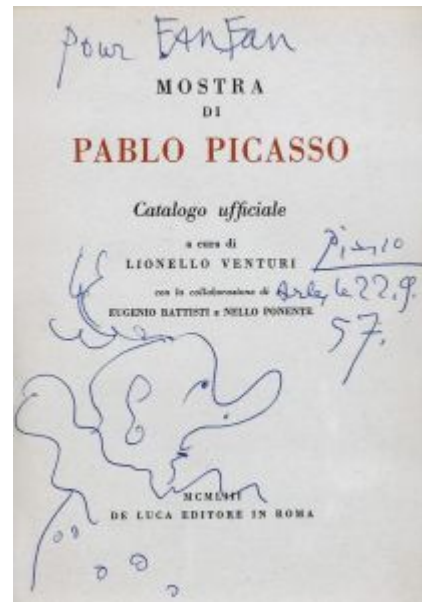 Pour FanFan
MOSTRA
DI
PABLO PICASSO
Catalogo ufficiale
a cura di
LIONELLO VENTURI
Picasso
con la collaborazione di
Arles, le 22.9.
EUGENIO BATTISTI e NELLO PONENTE
57.
MCMLIII
DE LUCA EDITORE IN ROMA